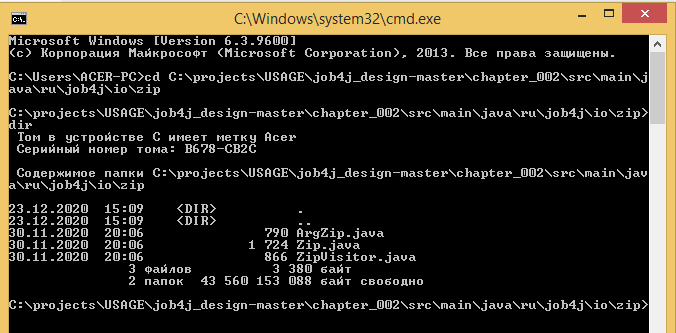 C:\Windows\system32\cmd.exe
Microsoft Windows [Version 6.3.9600]
(c) Корпорация Майкрософт (Microsoft Corporation), 2013. Все права защищены.
C:\Users\ACER-PC>cd C:\projects\USAGE\job4j_design-master\chapter_002\src\main\j
ava\ru\job4j\io\zip
C:\projects\USAGE\job4j_design-master\chapter_002\src\main\java\ru\job4j\io\zip>
dir
Том в устройстве C имеет метку Acer
Серийный номер тома: B678-CB2C
Содержимое папки C:\projects\USAGE\job4j_design-master\chapter_002\src\main\jav
a\ru\job4j\io\zip
23.12.2020  15:09    <DIR>          .
23.12.2020  15:09    <DIR>          ..
30.11.2020  20:06               790 ArgZip.java
30.11.2020  20:06             1 724 Zip.java
30.11.2020  20:06               866 ZipVisitor.java
3 файлов          3 380 байт
2 папок  43 560 153 088 байт свободно
C:\projects\USAGE\job4j_design-master\chapter_002\src\main\java\ru\job4j\io\zip>